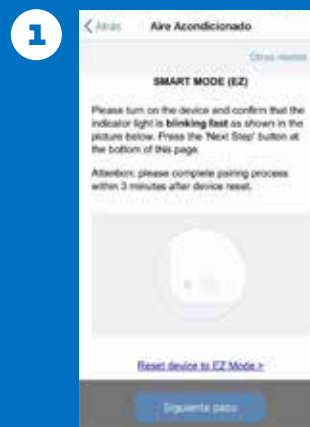 1
Atrás Aire Acondicionado
Otros modos
SMART MODE (EZ)
Please turn on the device and confirm that the
indicator light is blinking fast as shown in the
picture below. Press the 'Next Step' button at
the bottom of this page.
Attention: please complete pairing process
within 3 minutes after device reset.
Reset device to EZ Mode >
Siguiente paso